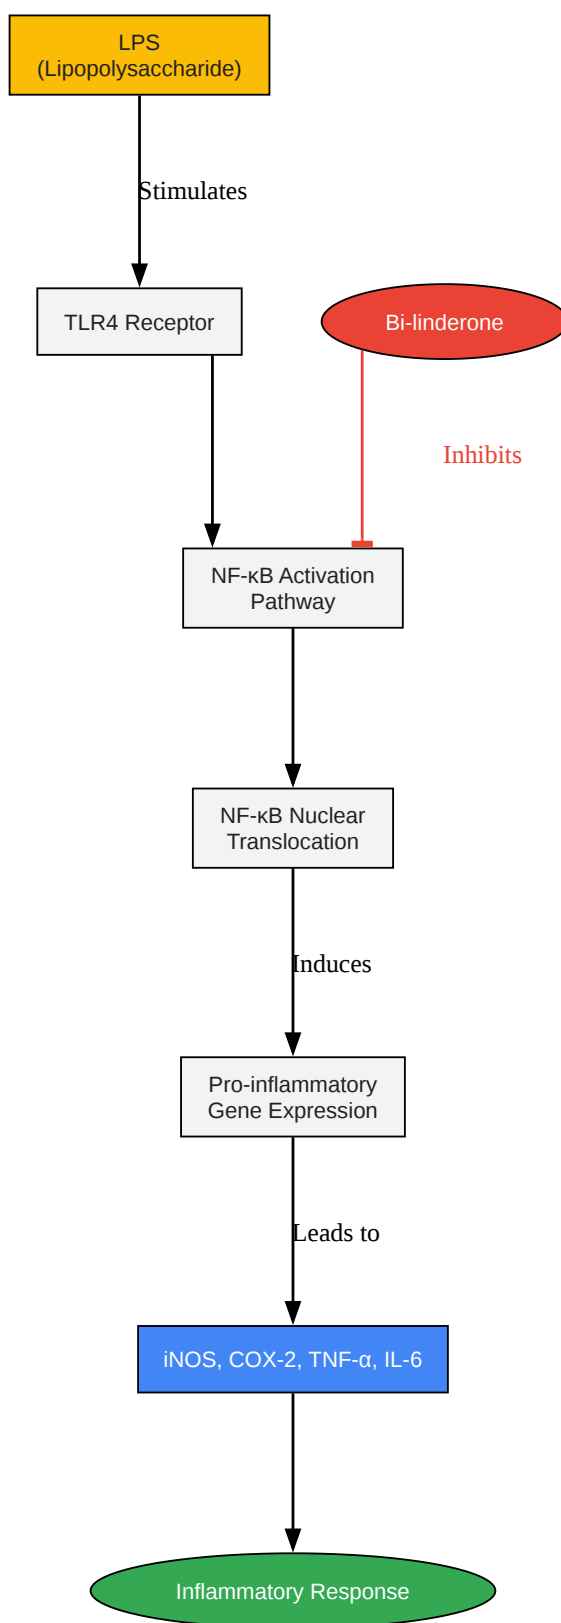 LPS
(Lipopolysaccharide)
Stimulates
TLR4 Receptor
Bi-linderone
Inhibits
NF-κB Activation
Pathway
NF-κB Nuclear
Translocation
Induces
Pro-inflammatory
Gene Expression
Leads to
iNOS, COX-2, TNF-α, IL-6
Inflammatory Response